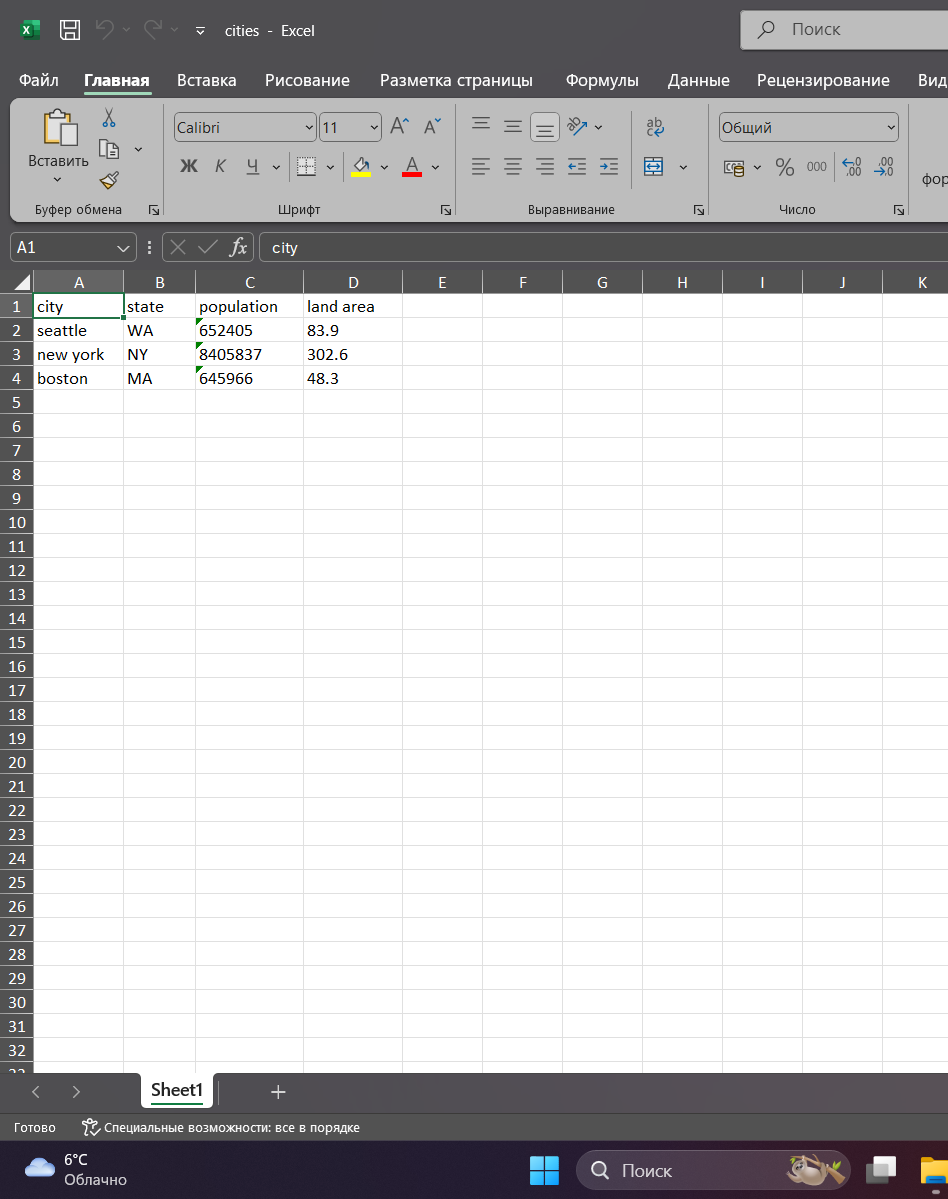 cities - Excel
Поиск
Файл Главная Вставка Рисование Разметка страницы Формулы Данные Рецензирование Вид
Вставить
Calibri 11
Общий
Ж К Ч
% 000
Буфер обмена Шрифт Выравнивание Число фор
A1 fx city
A B C D E F G H I J K
1 city state population land area
2 seattle WA 652405 83.9
3 new york NY 8405837 302.6
4 boston MA 645966 48.3
5
6
7
8
9
10
11
12
13
14
15
16
17
18
19
20
21
22
23
24
25
26
27
28
29
30
31
32
Sheet1
Готово Специальные возможности: все в порядке
6°C
Облачно
Поиск